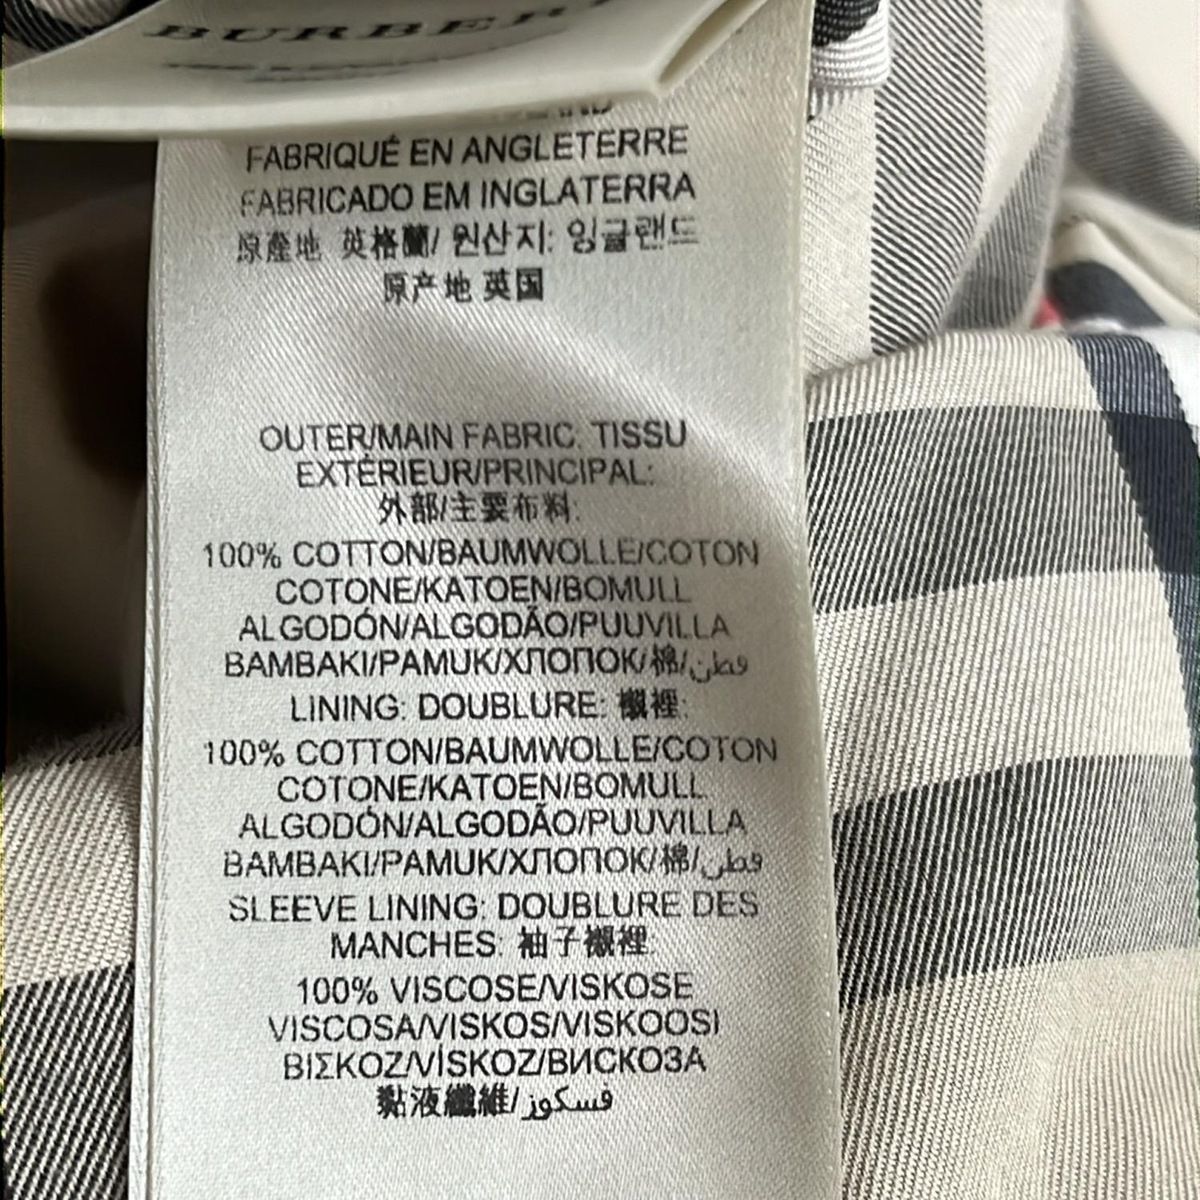 BURBERRY
FABRIQUÉ EN ANGLETERRE
FABRICADO EM INGLATERRA
原產地 英格蘭/ 원산지: 잉글랜드
原产地 英国
OUTER/MAIN FABRIC: TISSU
EXTÉRIEUR/PRINCIPAL:
外部/主要布料:
100% COTTON/BAUMWOLLE/COTON
COTONE/KATOEN/BOMULL
ALGODÓN/ALGODÃO/PUUVILLA
BAMBAKI/PAMUK/ХЛОПОК/棉/قطن
LINING: DOUBLURE: 襯裡:
100% COTTON/BAUMWOLLE/COTON
COTONE/KATOEN/BOMULL
ALGODÓN/ALGODÃO/PUUVILLA
BAMBAKI/PAMUK/ХЛОПОК/棉/قطن
SLEEVE LINING: DOUBLURE DES
MANCHES: 袖子襯裡
100% VISCOSE/VISKOSE
VISCOSA/VISKOS/VISKOOSI
ΒΙΣΚΟΖ/VİSKOZ/ВИСКОЗА
黏液纖維/فسكوز